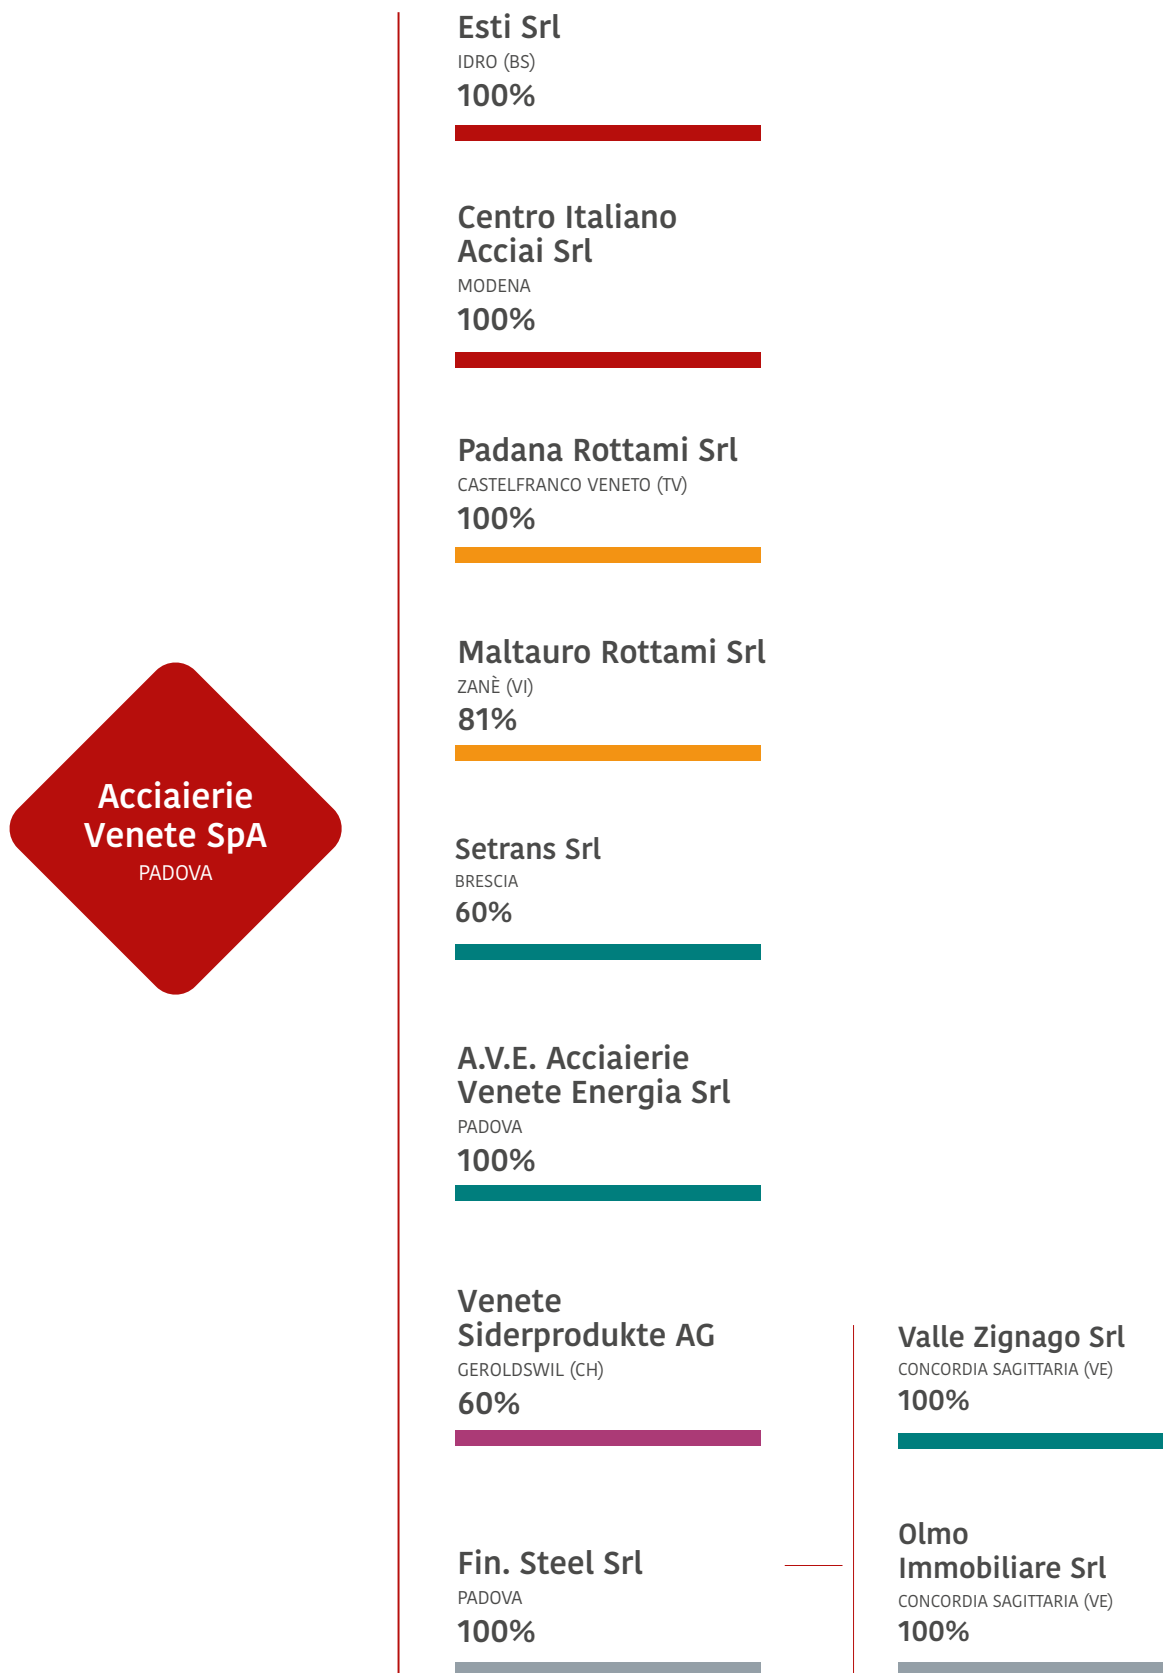 Acciaierie
Venete SpA
PADOVA
Esti Srl
IDRO (BS)
100%
Centro Italiano
Acciai Srl
MODENA
100%
Padana Rottami Srl
CASTELFRANCO VENETO (TV)
100%
Maltauro Rottami Srl
ZANÈ (VI)
81%
Setrans Srl
BRESCIA
60%
A.V.E. Acciaierie
Venete Energia Srl
PADOVA
100%
Venete
Siderprodukte AG
GEROLDSWIL (CH)
60%
Fin. Steel Srl
PADOVA
100%
Valle Zignago Srl
CONCORDIA SAGITTARIA (VE)
100%
Olmo
Immobiliare Srl
CONCORDIA SAGITTARIA (VE)
100%